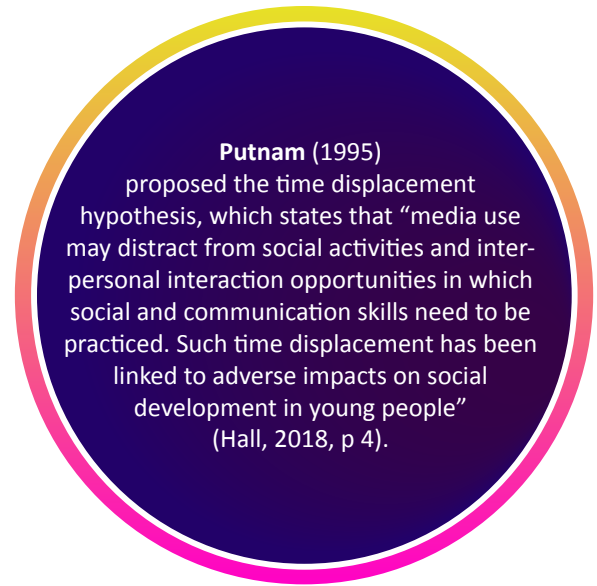 Putnam (1995)
proposed the time displacement
hypothesis, which states that “media use
may distract from social activities and inter-
personal interaction opportunities in which
social and communication skills need to be
practiced. Such time displacement has been
linked to adverse impacts on social
development in young people”
(Hall, 2018, p 4).